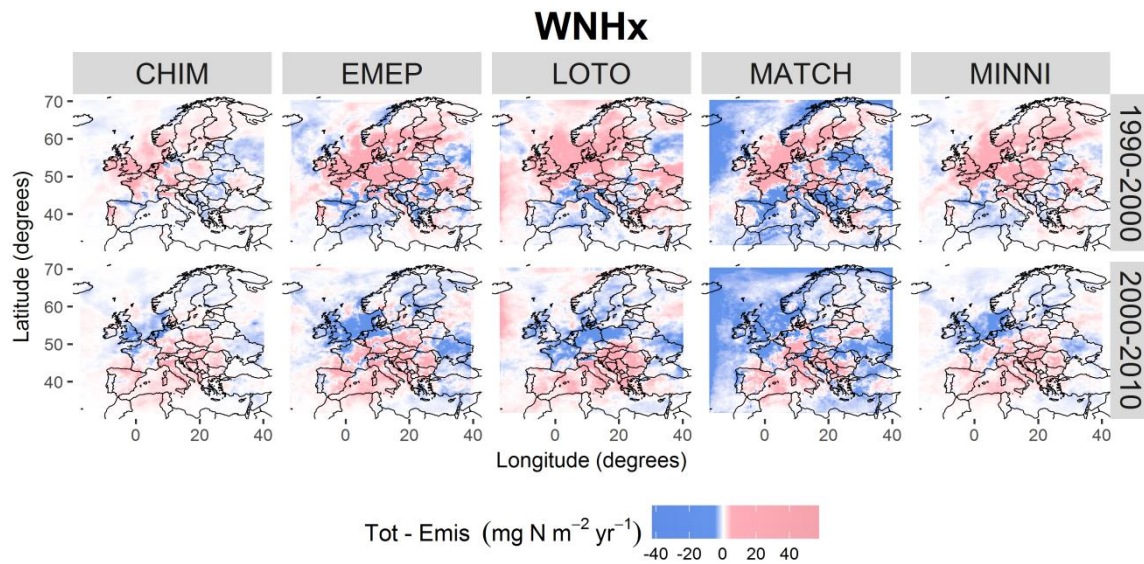 WNHx
CHIM EMEP LOTO MATCH MINNI
70
60
50
40
1990-2000
70
60
50
40
2000-2010
Latitude (degrees)
0 20 40 0 20 40 0 20 40 0 20 40 0 20 40
Longitude (degrees)
Tot - Emis (mg N m⁻² yr⁻¹)
-40 -20 0 20 40